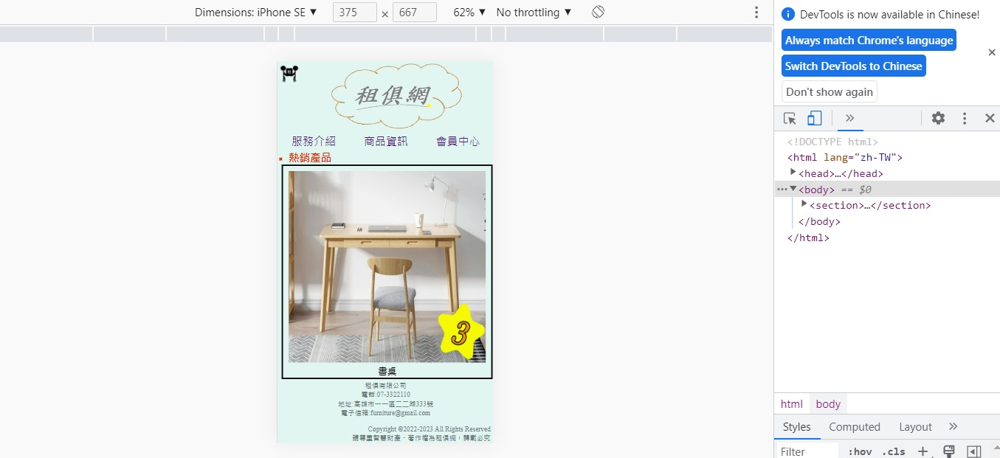 Dimensions: iPhone SE ▼ 375 × 667 62% ▼ No throttling ▼
DevTools is now available in Chinese!
Always match Chrome's language
Switch DevTools to Chinese
Don't show again
租俱網
服務介紹 商品資訊 會員中心
熱銷產品
3
書桌
租俱有限公司
電話:07-3322110
地址:高雄市一一區二二路333號
電子信箱:furniture@gmail.com
Copyright ©2022-2023 All Rights Reserved
請尊重智慧財產、著作權為租俱網，轉載必究
<!DOCTYPE html>
<html lang="zh-TW">
<head>…</head>
<body> == $0
<section>…</section>
</body>
</html>
html body
Styles Computed Layout »
Filter :hov .cls +